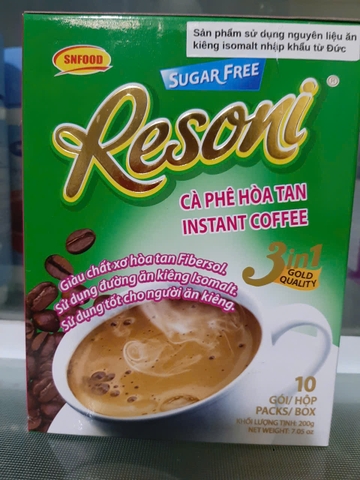 Sản phẩm sử dụng nguyên liệu ăn
kiêng isomalt nhập khẩu từ Đức
SNFOOD
SUGAR FREE
Resoni
®
CÀ PHÊ HÒA TAN
INSTANT COFFEE
3in1
GOLD
QUALITY
Giàu chất xơ hòa tan Fibersol,
Sử dụng đường ăn kiêng Isomalt.
Sử dụng tốt cho người ăn kiêng.
10
GÓI/ HỘP
PACKS/ BOX
KHỐI LƯỢNG TỊNH: 200g
NET WEIGHT: 7.05 oz